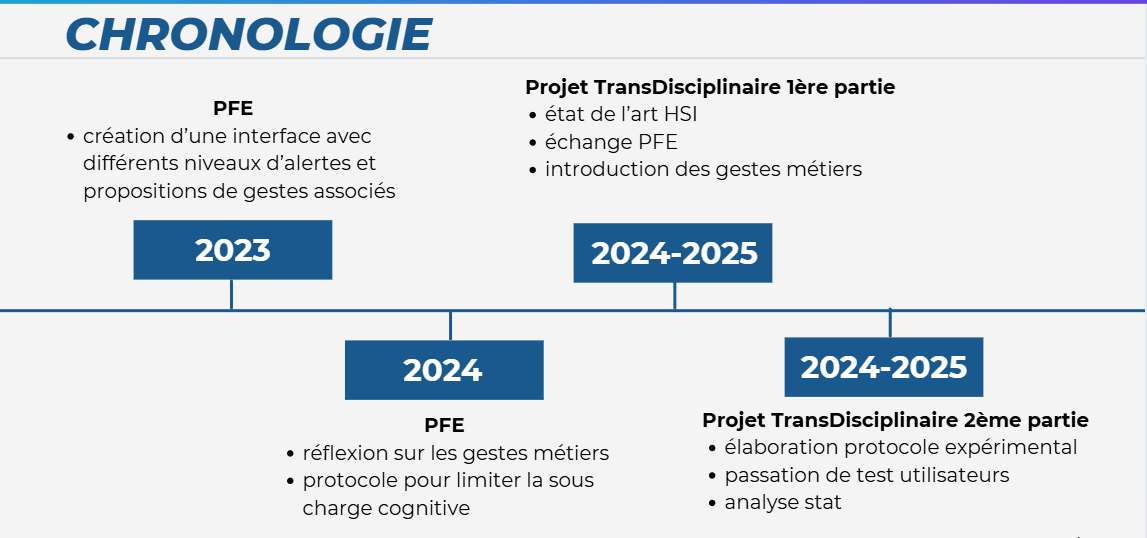 CHRONOLOGIE
PFE
• création d’une interface avec
différents niveaux d’alertes et
propositions de gestes associés
2023
Projet TransDisciplinaire 1ère partie
• état de l’art HSI
• échange PFE
• introduction des gestes métiers
2024-2025
2024
PFE
• réflexion sur les gestes métiers
• protocole pour limiter la sous
charge cognitive
2024-2025
Projet TransDisciplinaire 2ème partie
• élaboration protocole expérimental
• passation de test utilisateurs
• analyse stat